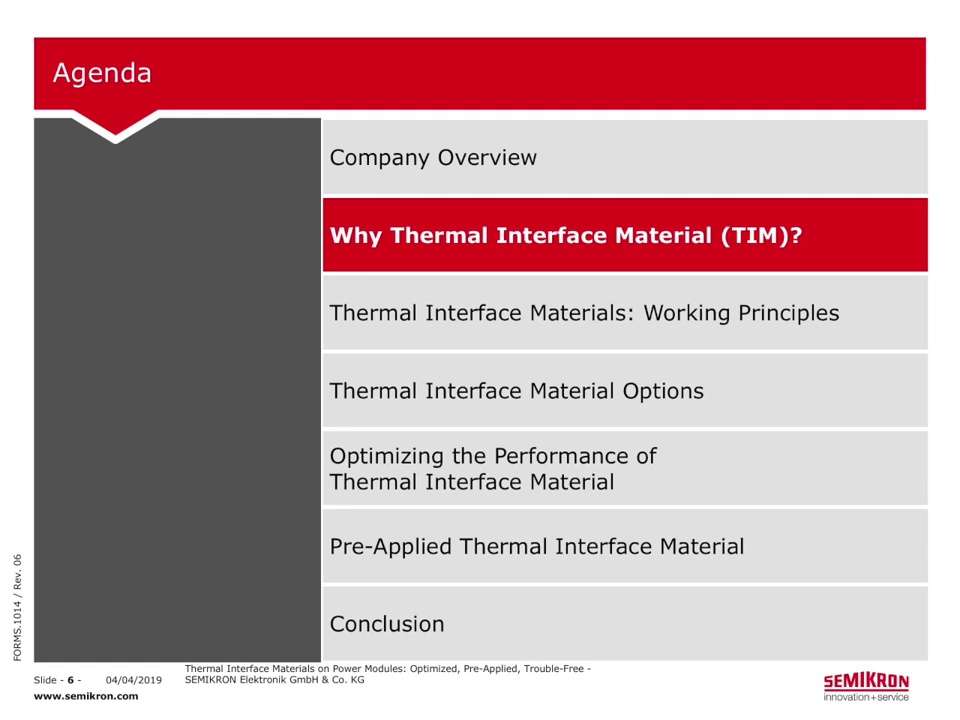 Agenda
Company Overview
Why Thermal Interface Material (TIM)?
Thermal Interface Materials: Working Principles
Thermal Interface Material Options
Optimizing the Performance of
Thermal Interface Material
Pre-Applied Thermal Interface Material
Conclusion
FORMS.1014 / Rev. 06
Slide - 6 - 04/04/2019
Thermal Interface Materials on Power Modules: Optimized, Pre-Applied, Trouble-Free -
SEMIKRON Elektronik GmbH & Co. KG
www.semikron.com
SEMIKRON
innovation+service